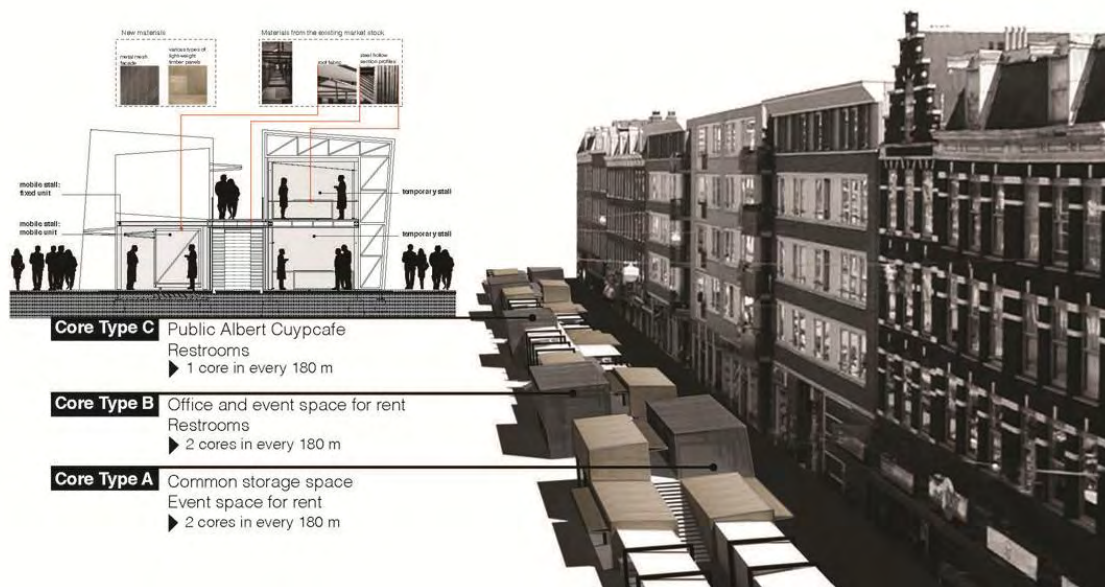 New materials
metal mesh
facade
various types of
lightweight
timber panels
Materials from the existing market stock
roof fabric
steel hollow
section profiles
mobile stall:
fixed unit
mobile stall:
mobile unit
temporary stall
temporary stall
Core Type C Public Albert Cuypcafe
Restrooms
▶ 1 core in every 180 m
Core Type B Office and event space for rent
Restrooms
▶ 2 cores in every 180 m
Core Type A Common storage space
Event space for rent
▶ 2 cores in every 180 m